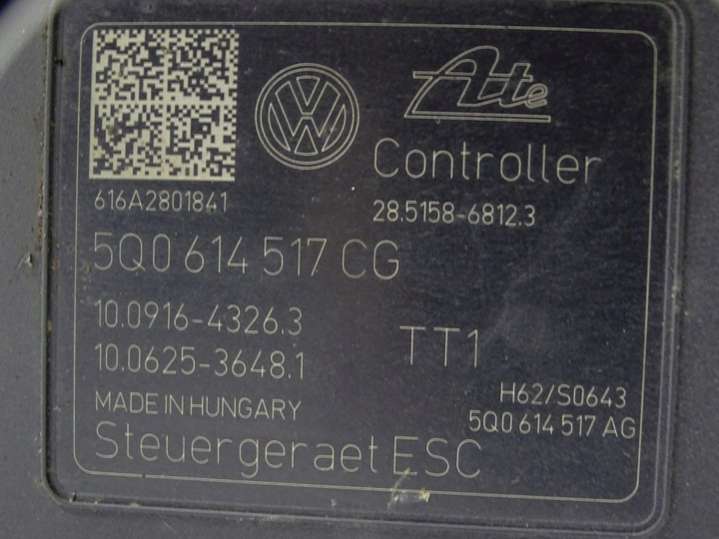 Ate
Controller
616A2801841
28.5158-6812.3
5Q0 614 517 CG
10.0916-4326.3
TT1
10.0625-3648.1
H62/S0643
MADE IN HUNGARY
5Q0 614 517 AG
Steuergeraet ESC